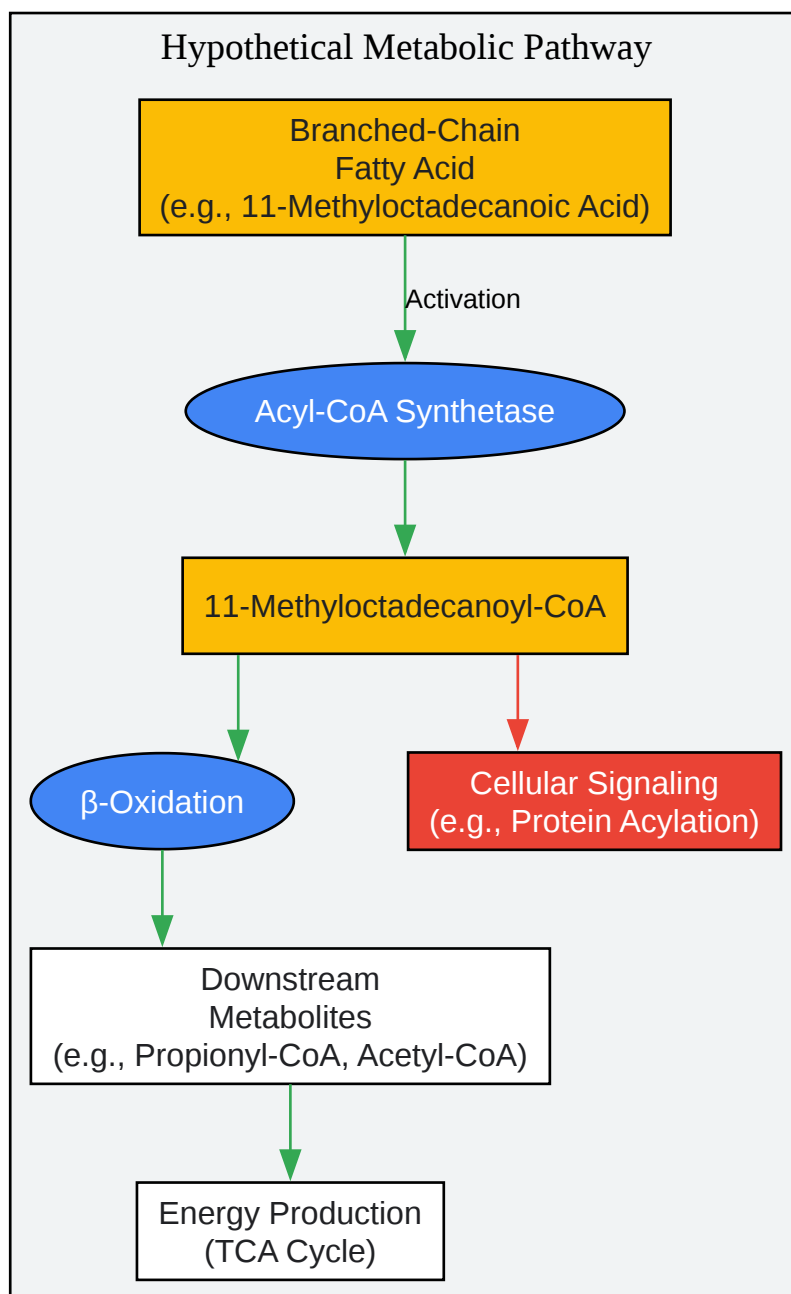 Hypothetical Metabolic Pathway
Branched-Chain
Fatty Acid
(e.g., 11-Methyloctadecanoic Acid)
Activation
Acyl-CoA Synthetase
11-Methyloctadecanoyl-CoA
β-Oxidation
Cellular Signaling
(e.g., Protein Acylation)
Downstream
Metabolites
(e.g., Propionyl-CoA, Acetyl-CoA)
Energy Production
(TCA Cycle)